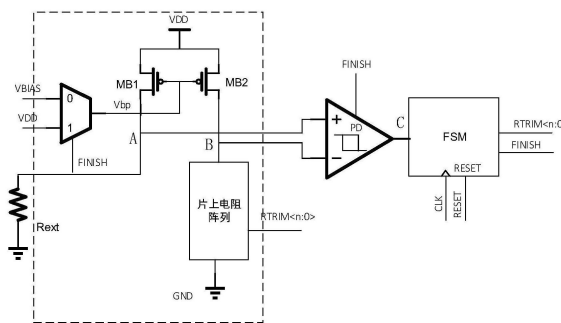 VDD
MB1
MB2
VBIAS
0
Vbp
VDD
1
FINISH
A
B
FINISH
PD
+
−
C
FSM
RESET
RTRIM<n:0>
FINISH
CLK
RESET
Rext
片上电阻
阵列
RTRIM<n:0>
GND